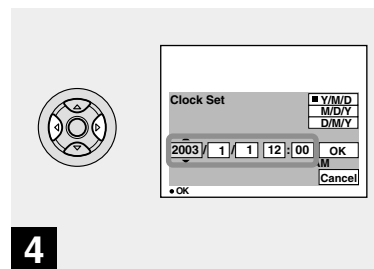 Clock Set
■ Y/M/D
M/D/Y
D/M/Y
2003 / 1 / 1 12 : 00 OK
AM
Cancel
● OK
4